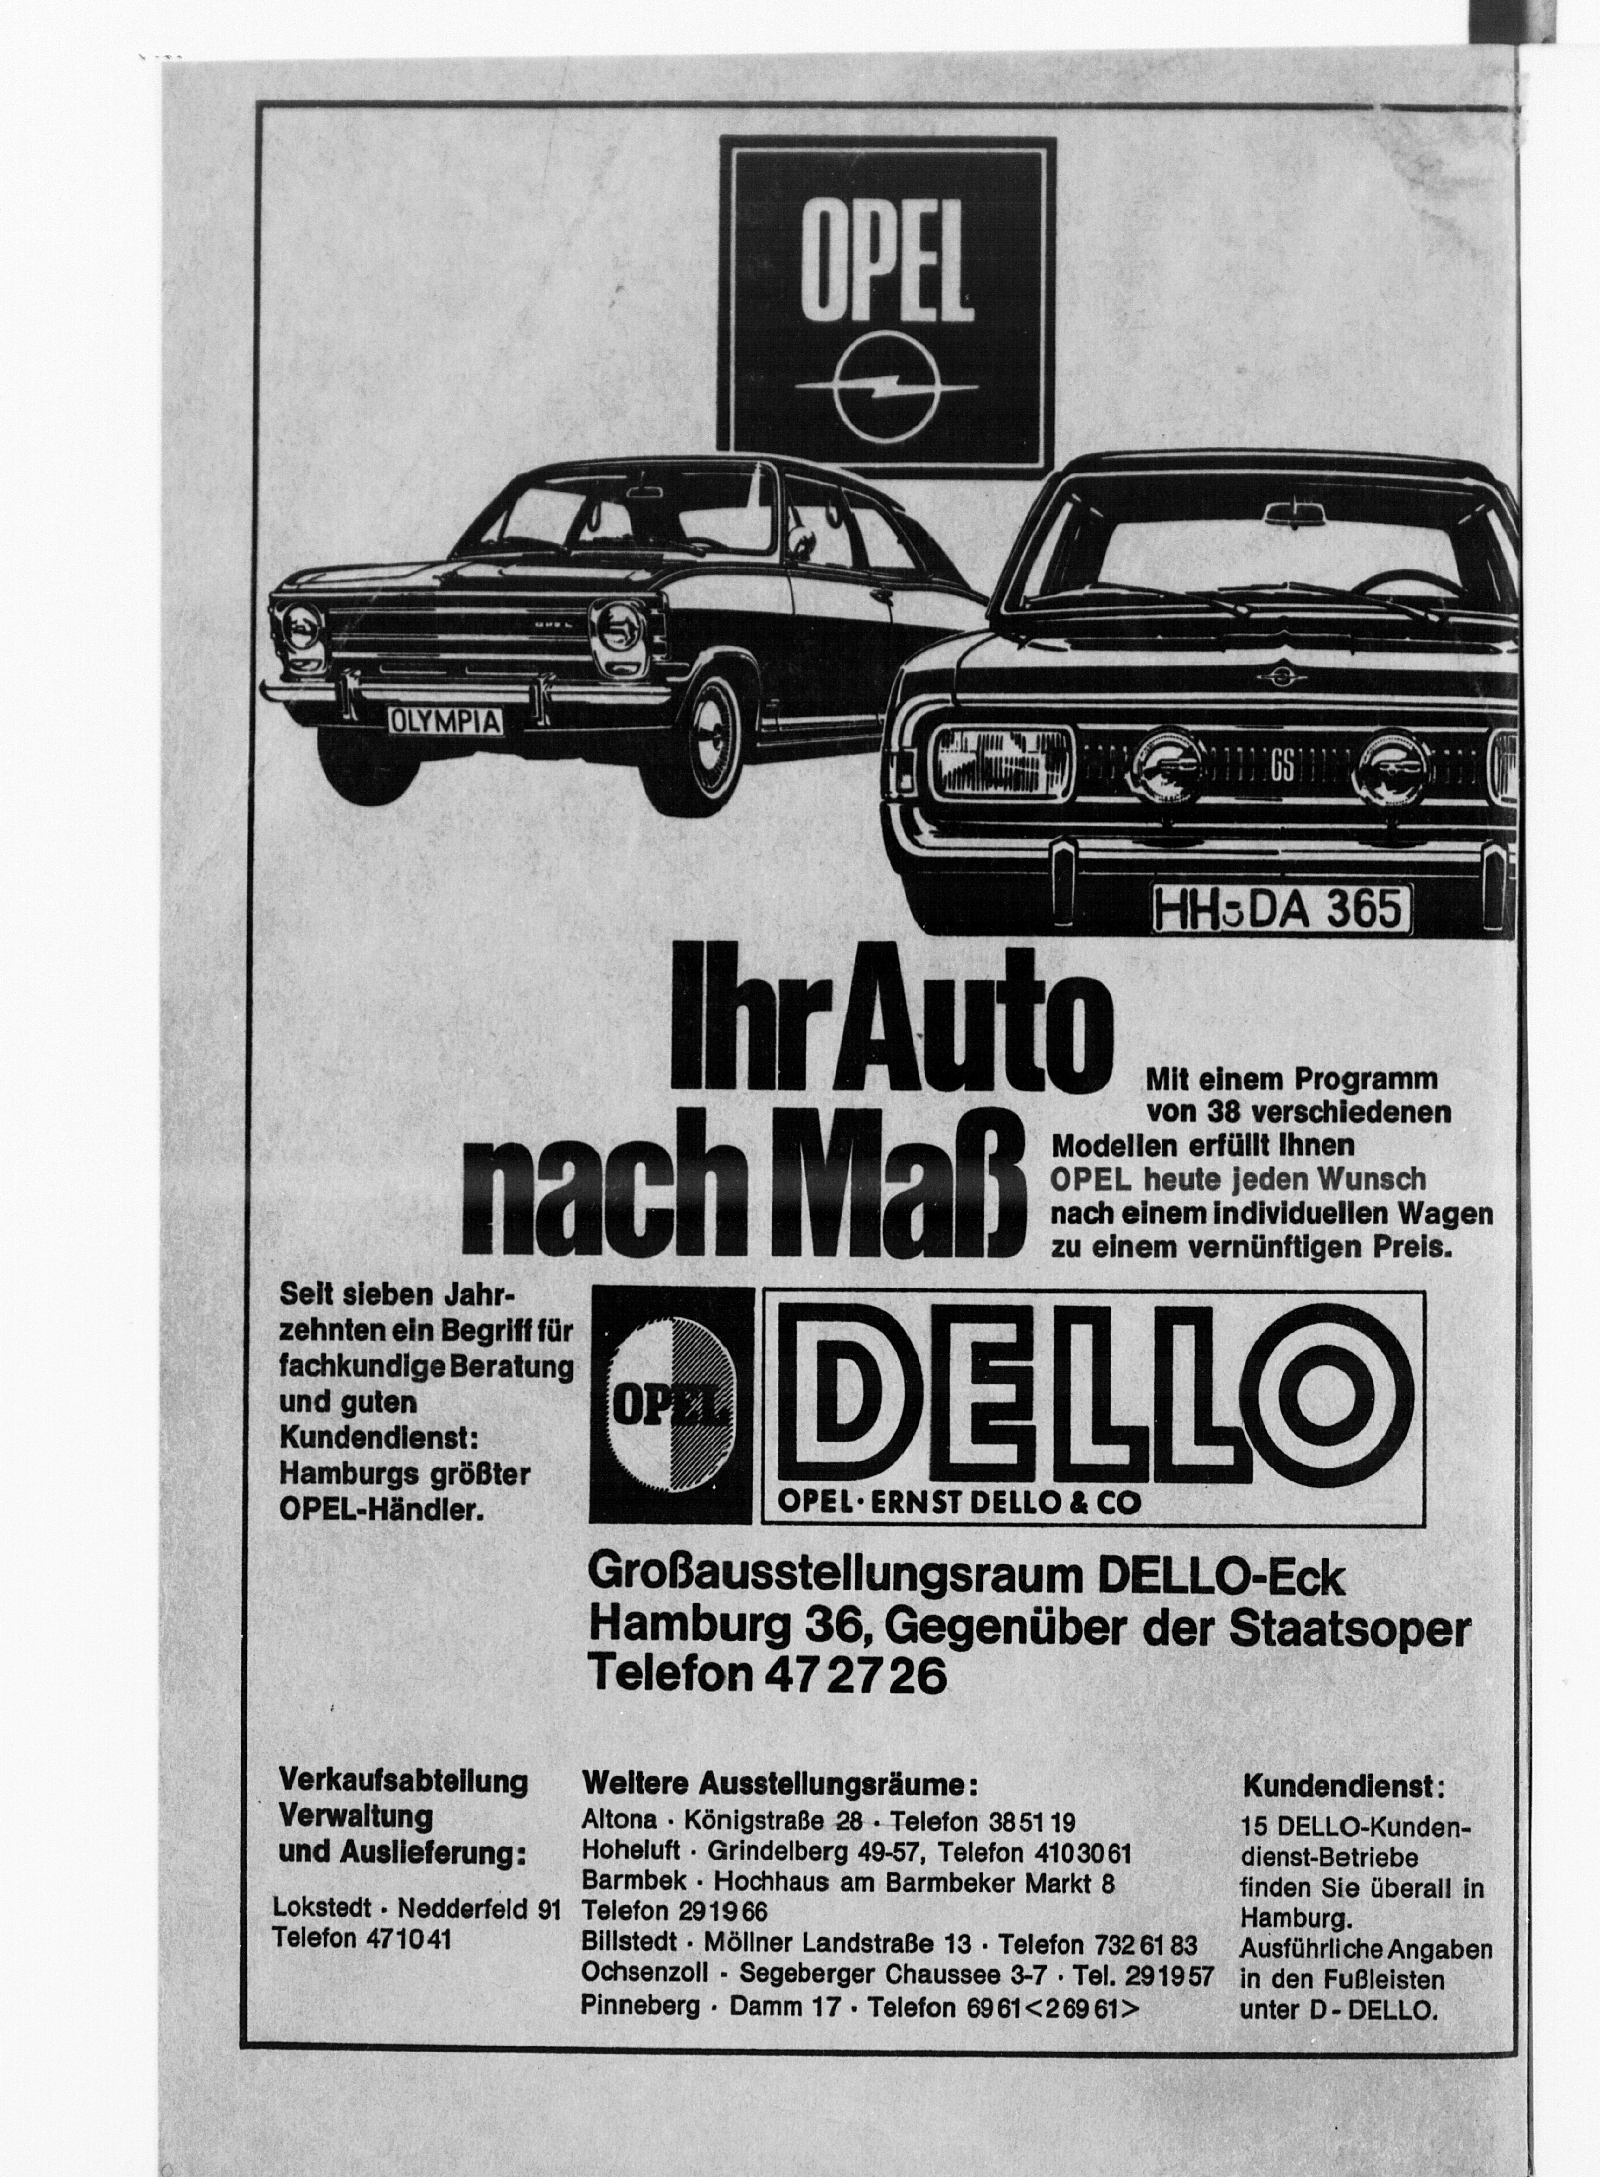 OPEL
OPEL
OLYMPIA
GS
HH DA 365
Ihr Auto
nach Maß
Mit einem Programm
von 38 verschiedenen
Modellen erfüllt Ihnen
OPEL heute jeden Wunsch
nach einem individuellen Wagen
zu einem vernünftigen Preis.
Seit sieben Jahr-
zehnten ein Begriff für
fachkundige Beratung
und guten
Kundendienst:
Hamburgs größter
OPEL-Händler.
OPEL
DELLO
OPEL·ERNST DELLO & CO
Großausstellungsraum DELLO-Eck
Hamburg 36, Gegenüber der Staatsoper
Telefon 47 27 26
Verkaufsabteilung
Verwaltung
und Auslieferung:
Lokstedt · Nedderfeld 91
Telefon 47 10 41
Weitere Ausstellungsräume:
Altona · Königstraße 28 · Telefon 38 51 19
Hoheluft · Grindelberg 49-57, Telefon 410 30 61
Barmbek · Hochhaus am Barmbeker Markt 8
Telefon 29 19 66
Billstedt · Möllner Landstraße 13 · Telefon 732 61 83
Ochsenzoll - Segeberger Chaussee 3-7 · Tel. 29 19 57
Pinneberg · Damm 17 · Telefon 69 61 <2 69 61>
Kundendienst:
15 DELLO-Kunden-
dienst-Betriebe
finden Sie überall in
Hamburg.
Ausführliche Angaben
in den Fußleisten
unter D - DELLO.